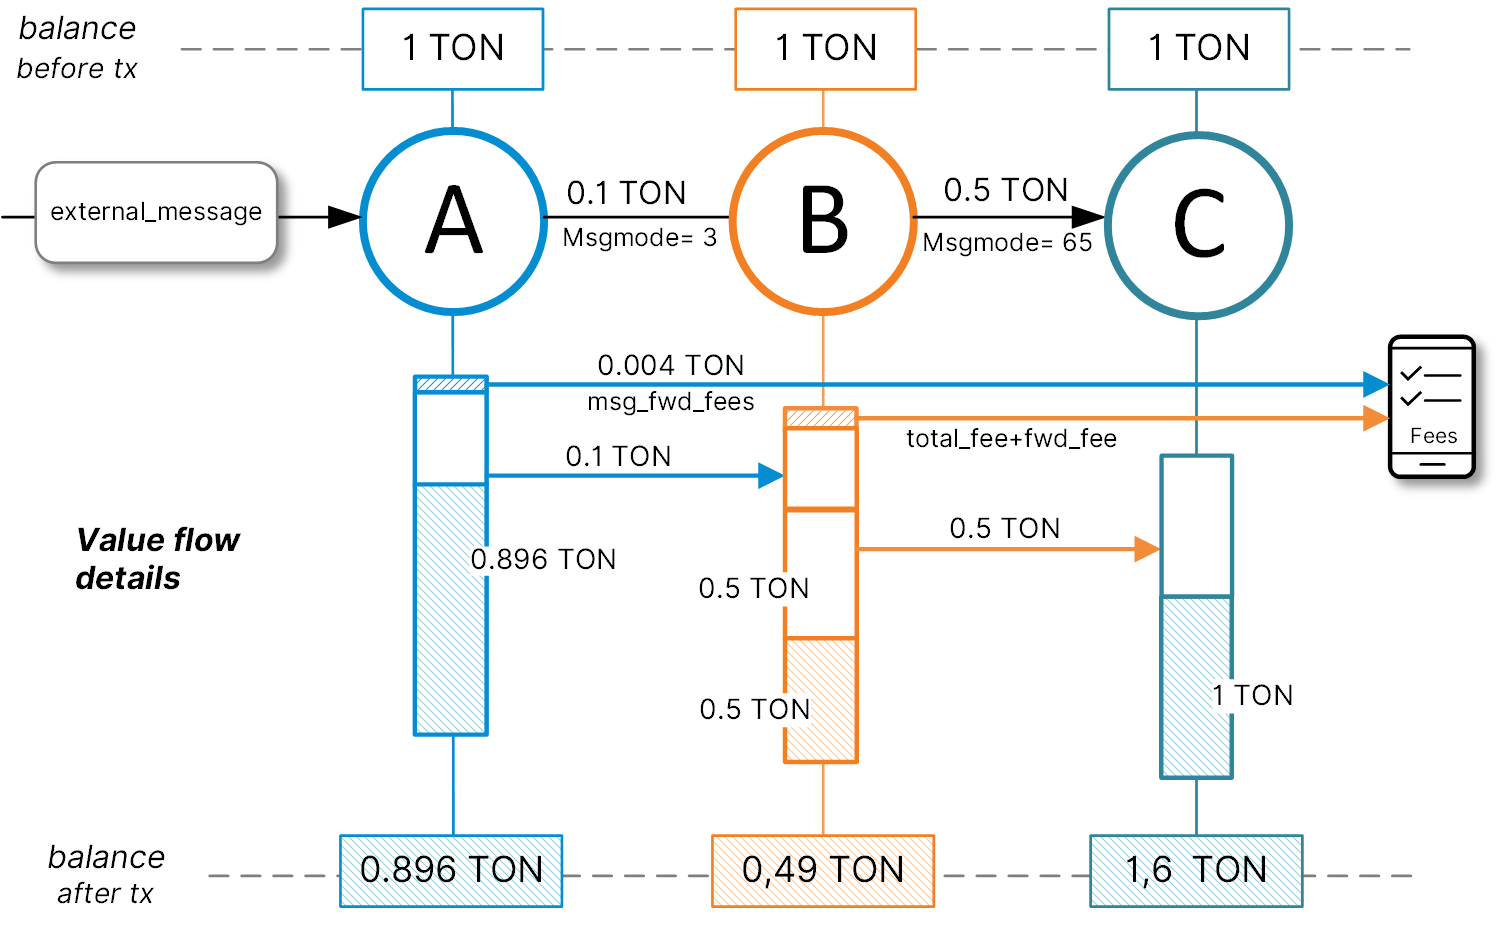 balance
before tx
1 TON
1 TON
1 TON
external_message
A
0.1 TON
Msgmode= 3
B
0.5 TON
Msgmode= 65
C
0.004 TON
msg_fwd_fees
total_fee+fwd_fee
Fees
0.1 TON
0.5 TON
Value flow
details
0.896 TON
0.5 TON
0.5 TON
1 TON
balance
after tx
0.896 TON
0,49 TON
1,6 TON